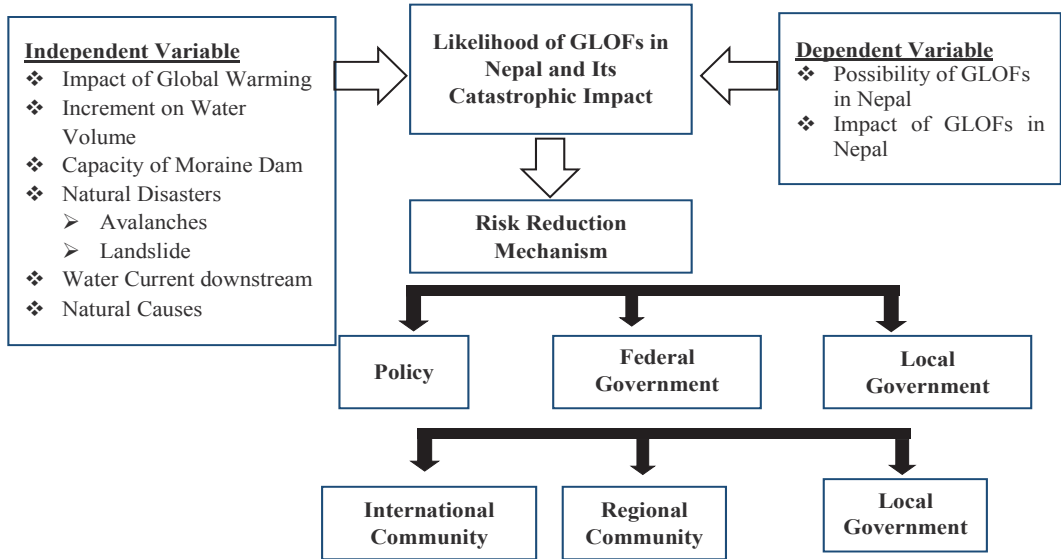 Independent Variable
❖ Impact of Global Warming
❖ Increment on Water
Volume
❖ Capacity of Moraine Dam
❖ Natural Disasters
➢ Avalanches
➢ Landslide
❖ Water Current downstream
❖ Natural Causes
Likelihood of GLOFs in
Nepal and Its
Catastrophic Impact
Dependent Variable
❖ Possibility of GLOFs
in Nepal
❖ Impact of GLOFs in
Nepal
Risk Reduction
Mechanism
Policy
Federal
Government
Local
Government
International
Community
Regional
Community
Local
Government